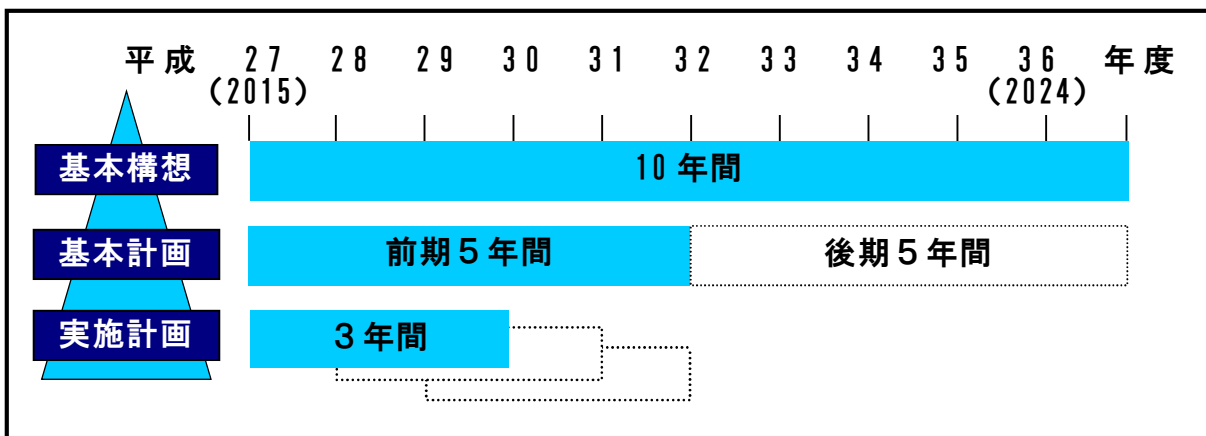 平成 27 28 29 30 31 32 33 34 35 36 年度
(2015) (2024)
基本構想 10年間
基本計画 前期5年間 後期5年間
実施計画 3年間